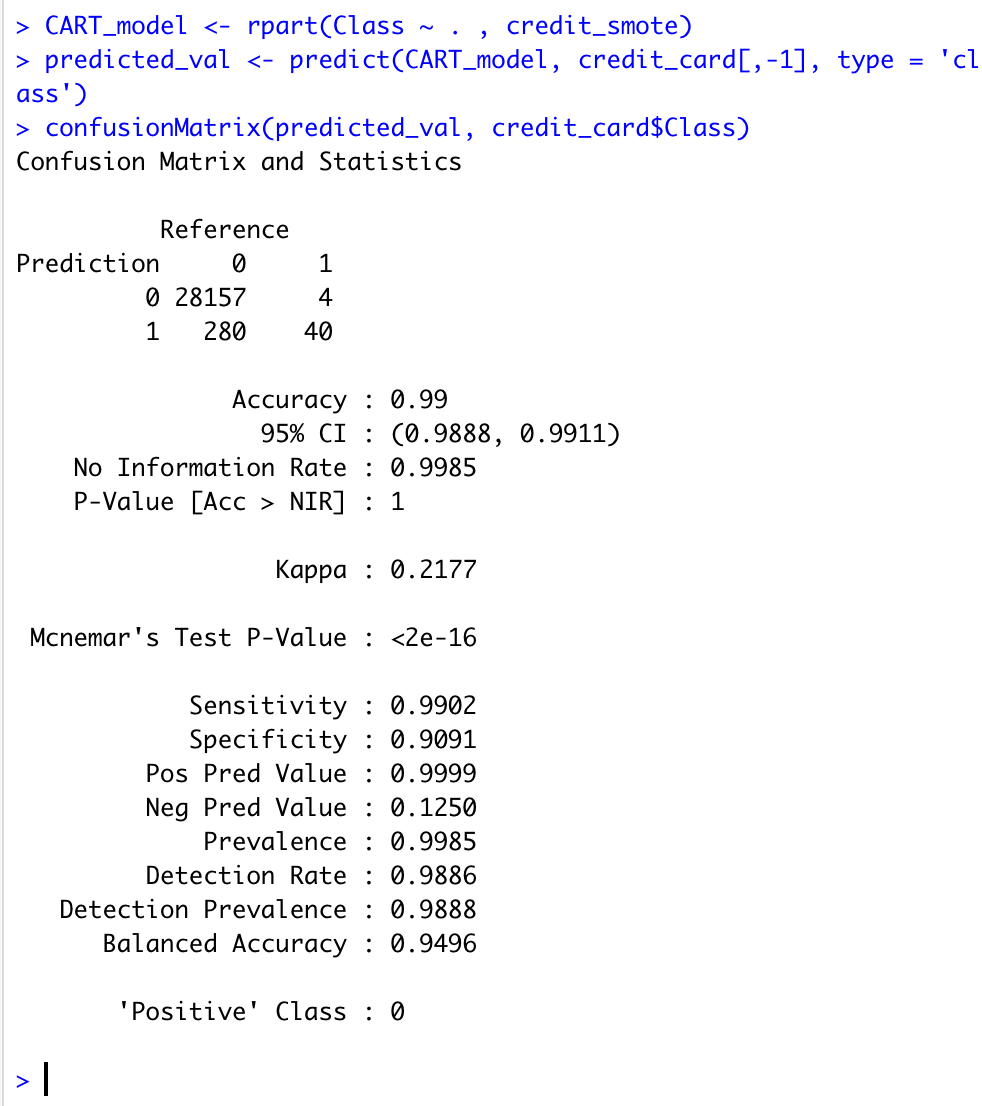 > CART_model <- rpart(Class ~ . , credit_smote)
> predicted_val <- predict(CART_model, credit_card[,-1], type = 'cl
ass')
> confusionMatrix(predicted_val, credit_card$Class)
Confusion Matrix and Statistics

          Reference
Prediction     0     1
         0 28157     4
         1   280    40

               Accuracy : 0.99
                 95% CI : (0.9888, 0.9911)
    No Information Rate : 0.9985
    P-Value [Acc > NIR] : 1

                  Kappa : 0.2177

 Mcnemar's Test P-Value : <2e-16

            Sensitivity : 0.9902
            Specificity : 0.9091
         Pos Pred Value : 0.9999
         Neg Pred Value : 0.1250
             Prevalence : 0.9985
         Detection Rate : 0.9886
   Detection Prevalence : 0.9888
      Balanced Accuracy : 0.9496

       'Positive' Class : 0

>